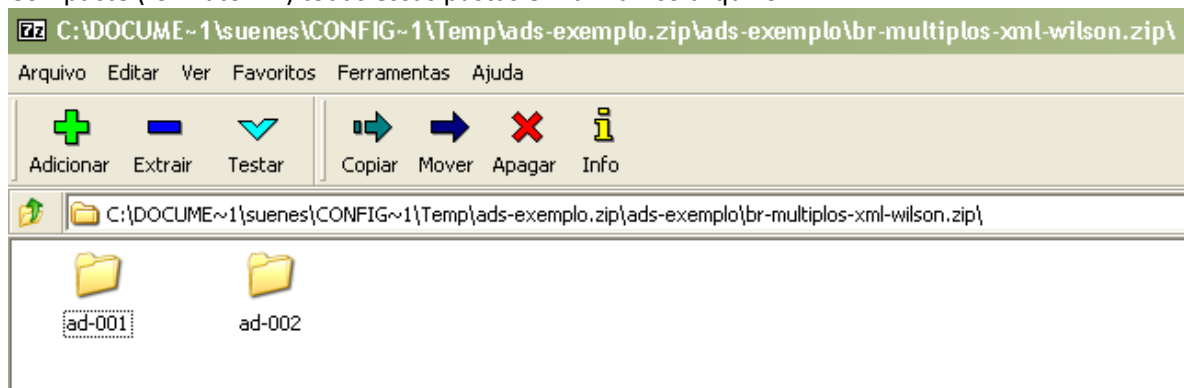 7z C:\DOCUME~1\suenes\CONFIG~1\Temp\ads-exemplo.zip\ads-exemplo\br-multiplos-xml-wilson.zip\
Arquivo Editar Ver Favoritos Ferramentas Ajuda
Adicionar Extrair Testar Copiar Mover Apagar Info
C:\DOCUME~1\suenes\CONFIG~1\Temp\ads-exemplo.zip\ads-exemplo\br-multiplos-xml-wilson.zip\
ad-001 ad-002